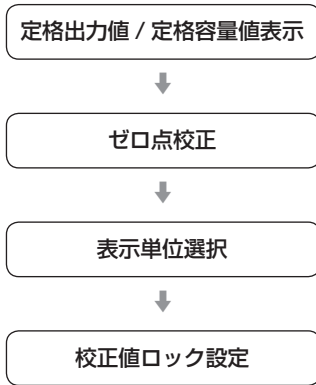 定格出力値 / 定格容量値表示
ゼロ点校正
表示単位選択
校正値ロック設定